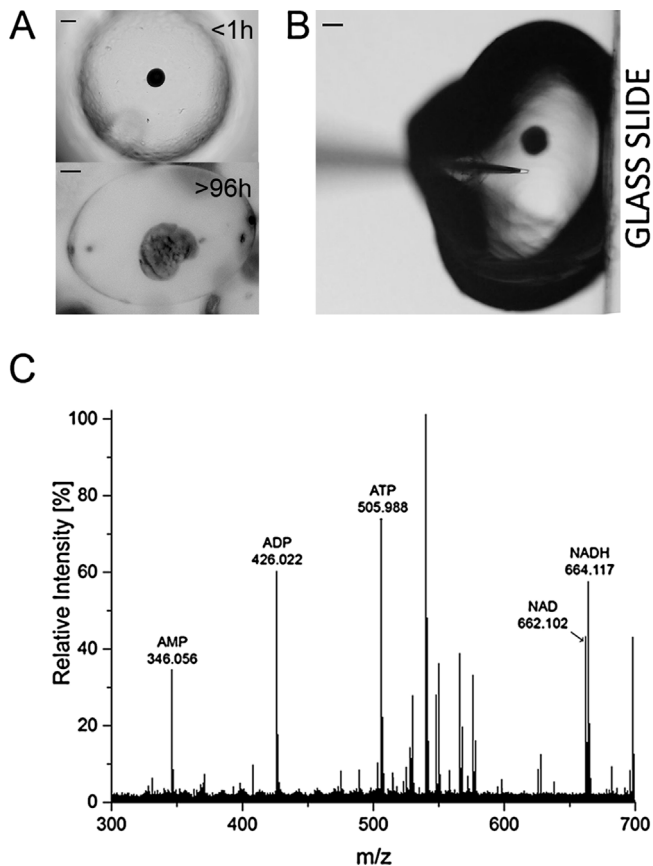 A
<1h
>96h
B
GLASS SLIDE
C
Relative Intensity [%]
100
80
60
40
20
0
AMP
346.056
ADP
426.022
ATP
505.988
NAD
662.102
NADH
664.117
300
400
500
600
700
m/z